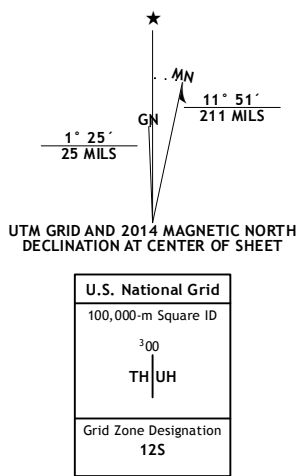 ★
MN
GN
11° 51´
211 MILS
1° 25´
25 MILS
UTM GRID AND 2014 MAGNETIC NORTH
DECLINATION AT CENTER OF SHEET
U.S. National Grid
100,000-m Square ID
³00
TH UH
Grid Zone Designation
12S